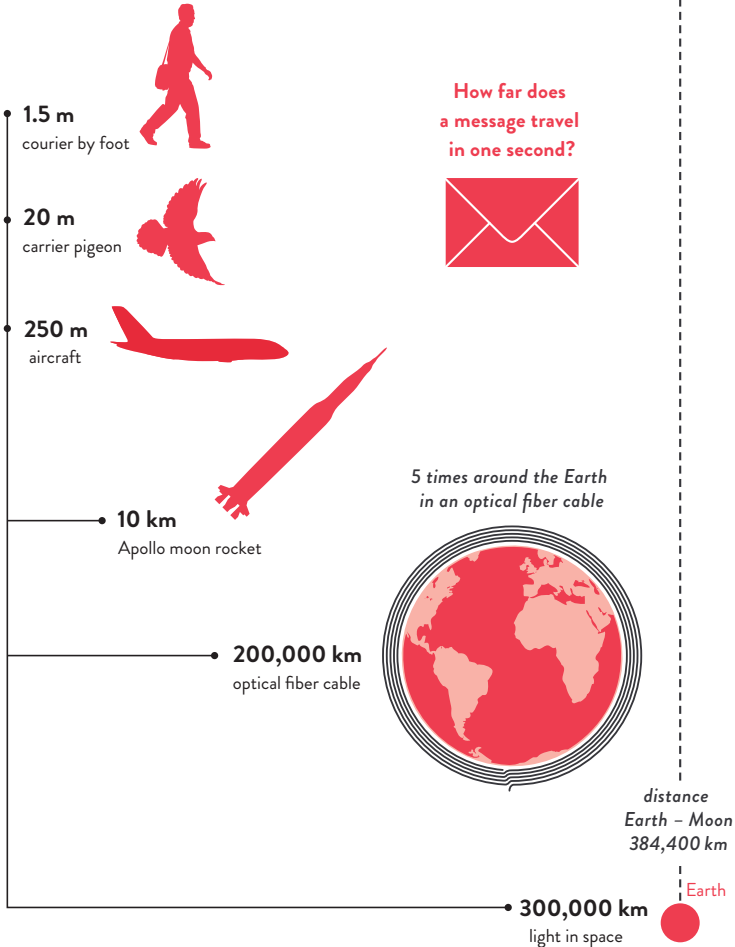 How far does
a message travel
in one second?
1.5 m
courier by foot
20 m
carrier pigeon
250 m
aircraft
10 km
Apollo moon rocket
5 times around the Earth
in an optical fiber cable
200,000 km
optical fiber cable
distance
Earth – Moon
384,400 km
Earth
300,000 km
light in space